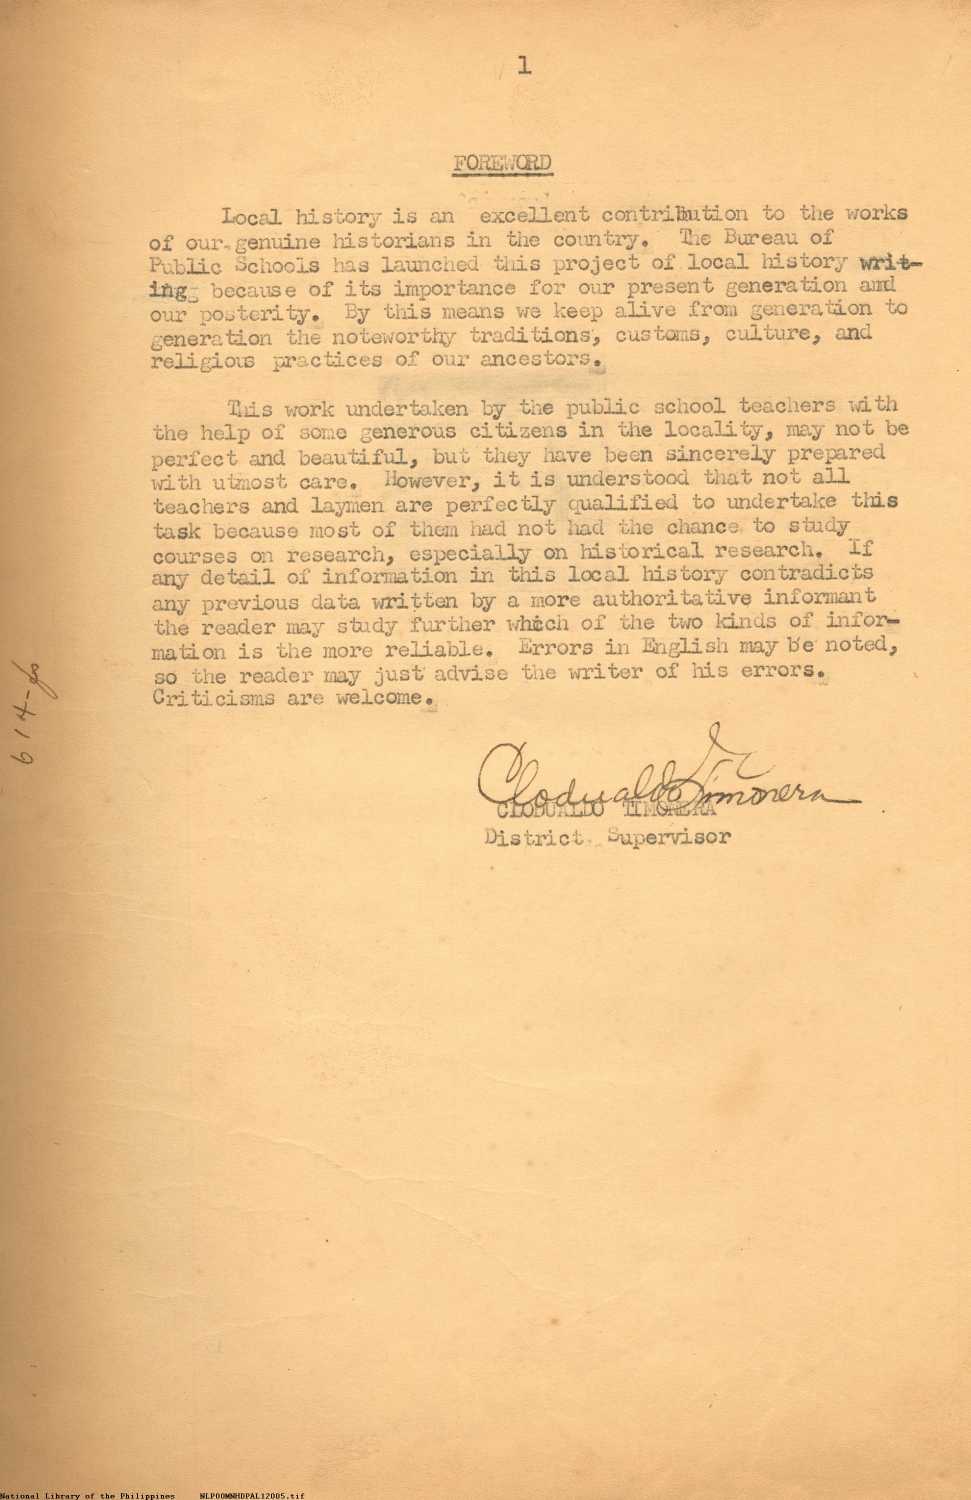 1
FOREWORD
Local history is an excellent contribution to the works
of our genuine historians in the country. The Bureau of
Public Schools has launched this project of local history writ-
ing because of its importance for our present generation and
our posterity. By this means we keep alive from generation to
generation the noteworthy traditions, customs, culture, and
religious practices of our ancestors.
This work undertaken by the public school teachers with
the help of some generous citizens in the locality, may not be
perfect and beautiful, but they have been sincerely prepared
with utmost care. However, it is understood that not all
teachers and laymen are perfectly qualified to undertake this
task because most of them had not had the chance to study
courses on research, especially on historical research. If
any detail of information in this local history contradicts
any previous data written by a more authoritative informant
the reader may study further which of the two kinds of infor-
mation is the more reliable. Errors in English may be noted,
so the reader may just advise the writer of his errors.
Criticisms are welcome.
Clodualdo Timonera
CLODUALDO TIMONERA
District Supervisor
National Library of the Philippines NLPOOMNHDPAL12005.tif